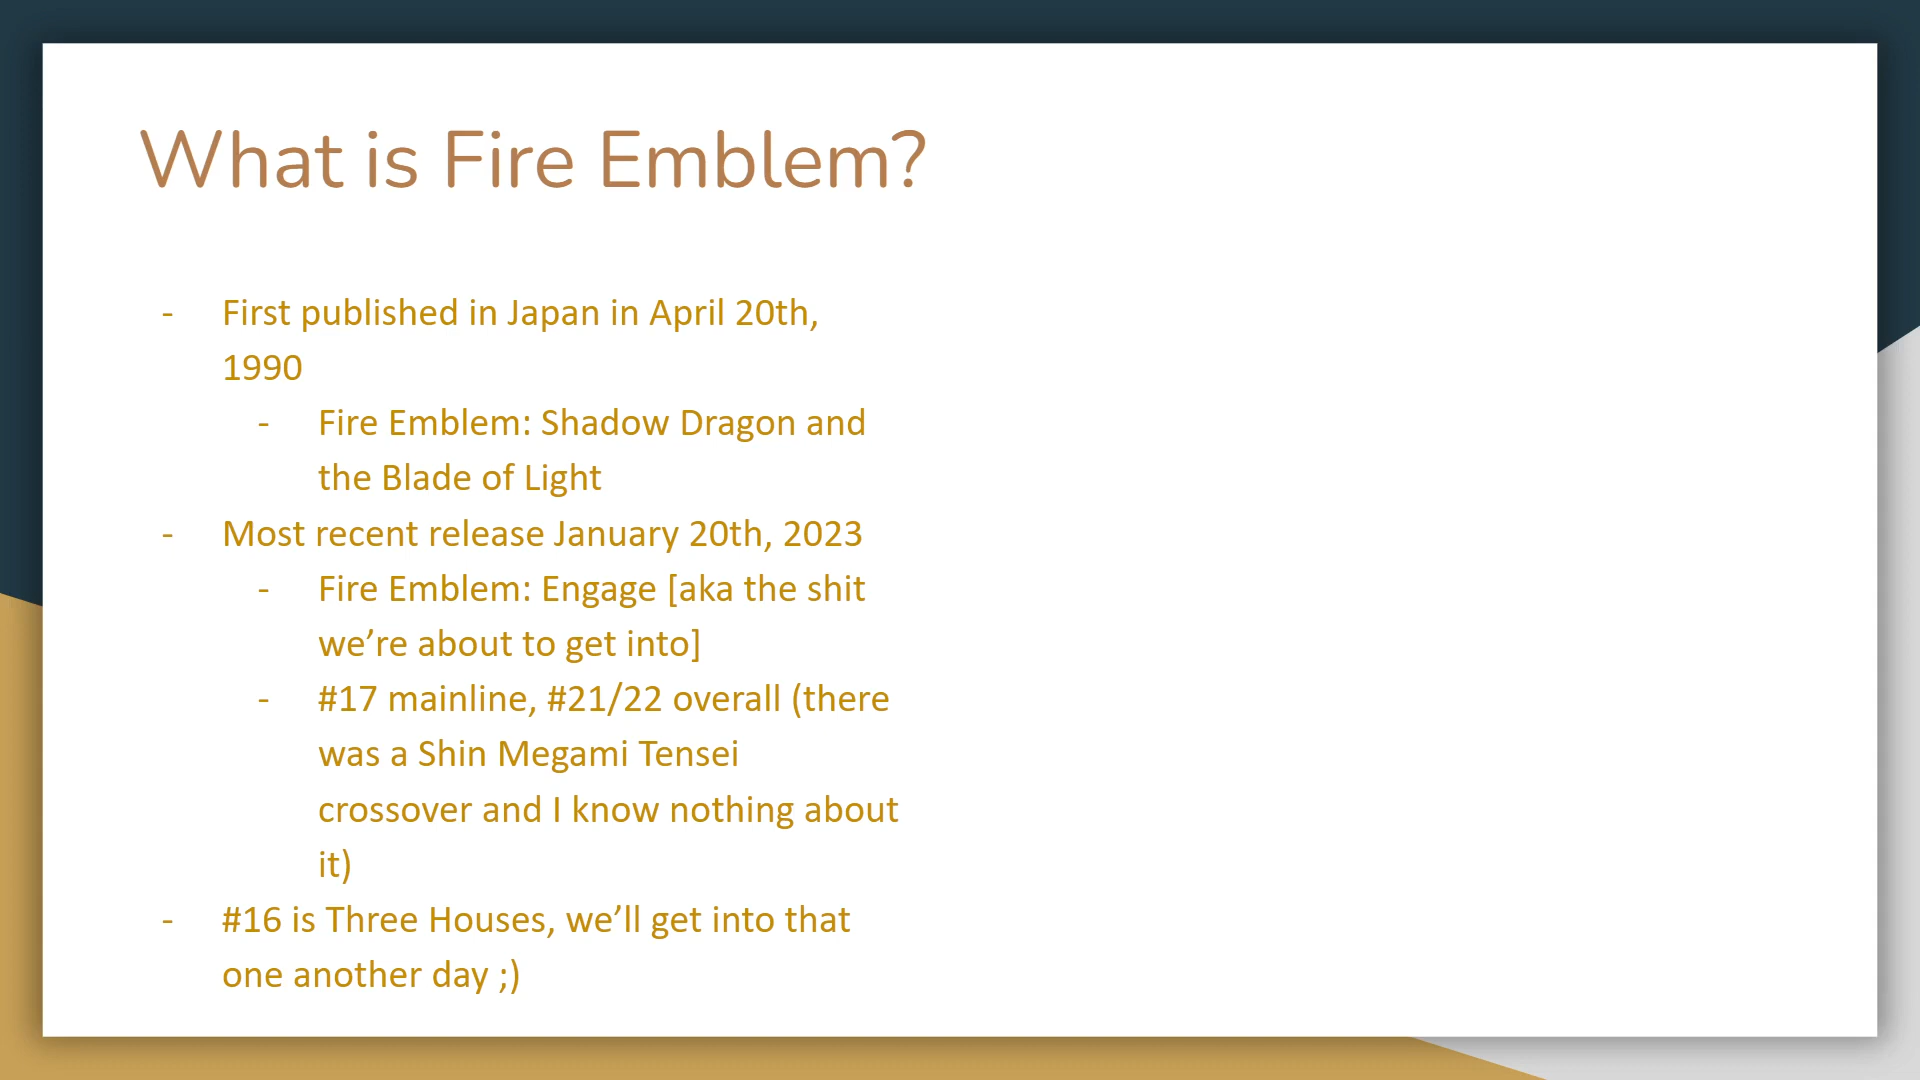 What is Fire Emblem?
- First published in Japan in April 20th,
1990
- Fire Emblem: Shadow Dragon and
the Blade of Light
- Most recent release January 20th, 2023
- Fire Emblem: Engage [aka the shit
we’re about to get into]
- #17 mainline, #21/22 overall (there
was a Shin Megami Tensei
crossover and I know nothing about
it)
- #16 is Three Houses, we’ll get into that
one another day ;)